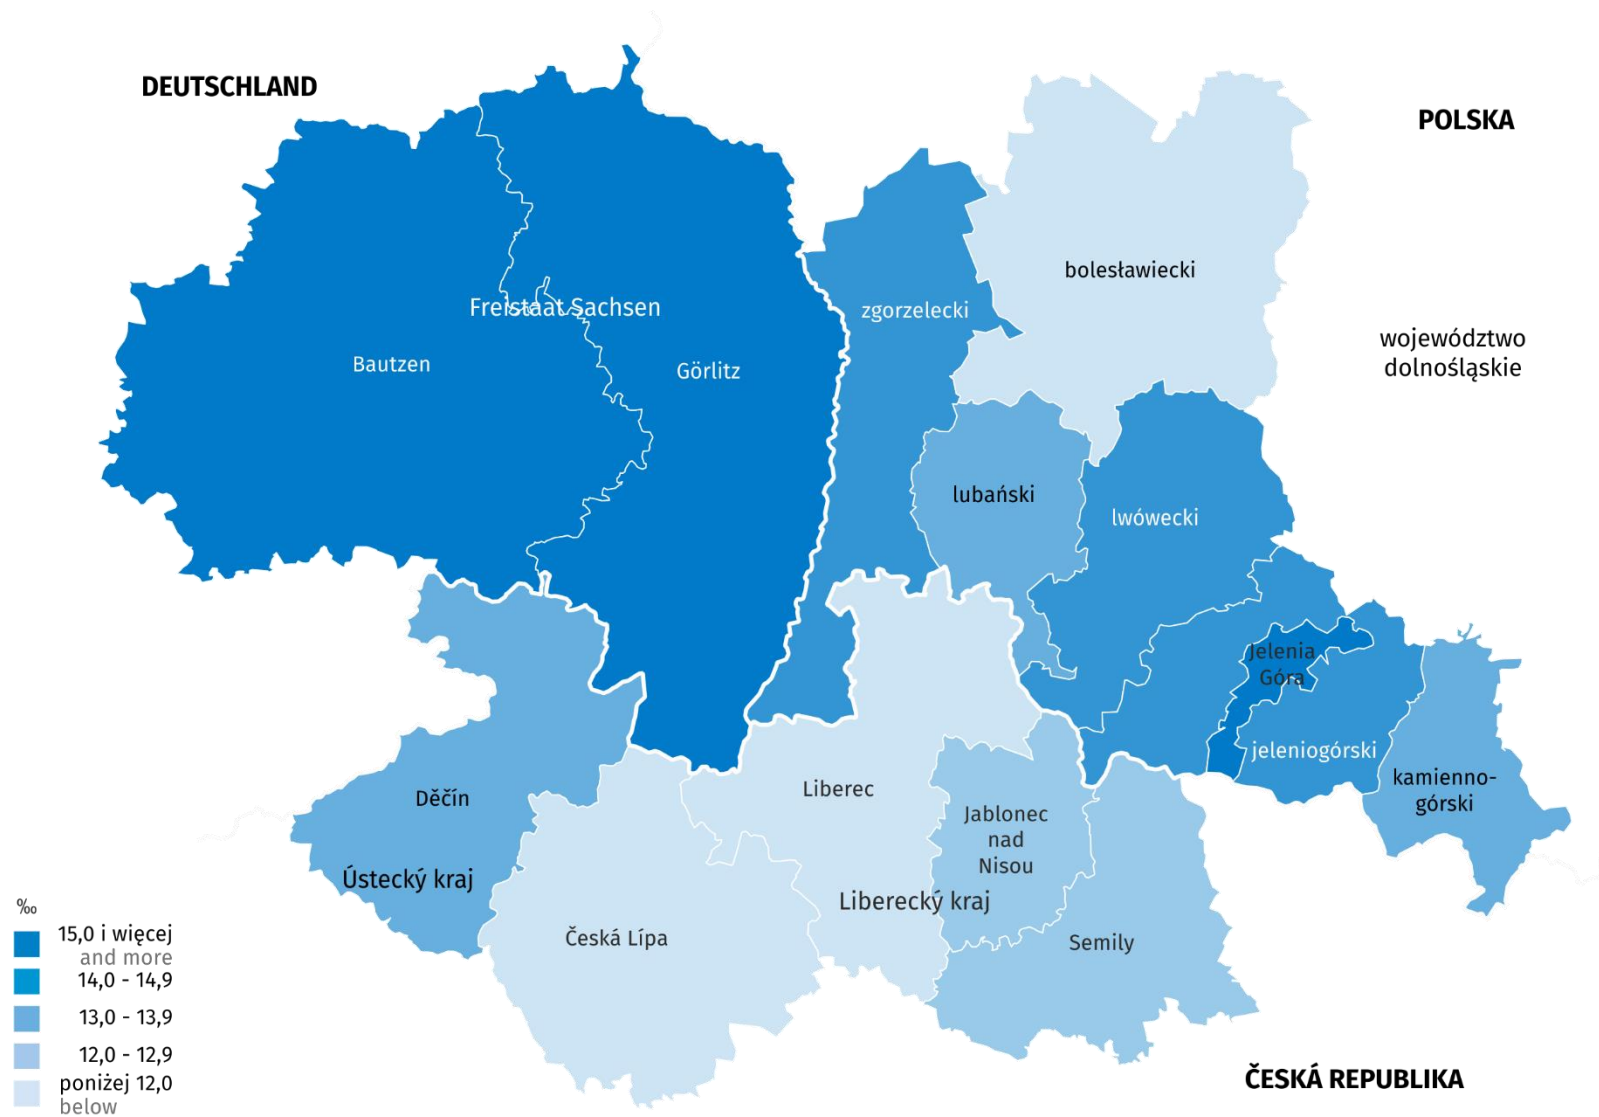 DEUTSCHLAND
POLSKA
bolesławiecki
Freistaat Sachsen
zgorzelecki
województwo
dolnośląskie
Bautzen
Görlitz
lubański
lwówecki
Jelenia
Góra
jeleniogórski
kamienno-
górski
Liberec
Děčín
Jablonec
nad
Nisou
Ústecký kraj
Liberecký kraj
Česká Lípa
Semily
‰
15,0 i więcej
and more
14,0 - 14,9
13,0 - 13,9
12,0 - 12,9
poniżej 12,0
below
ČESKÁ REPUBLIKA